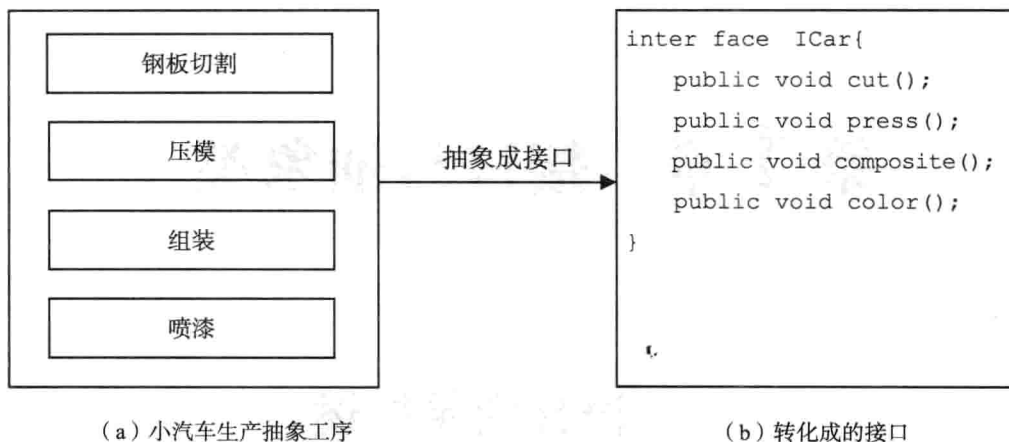 钢板切割
压模
组装
喷漆
抽象成接口
inter face ICar{
public void cut();
public void press();
public void composite();
public void color();
}
（a）小汽车生产抽象工序
（b）转化成的接口